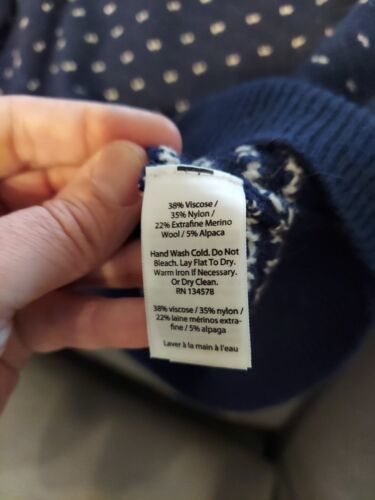 38% Viscose /
35% Nylon /
22% Extrafine Merino
Wool / 5% Alpaca
Hand Wash Cold. Do Not
Bleach. Lay Flat To Dry.
Warm Iron If Necessary.
Or Dry Clean.
RN 134578
38% viscose / 35% nylon /
22% laine mérinos extra-
fine / 5% alpaga
Laver à la main à l'eau